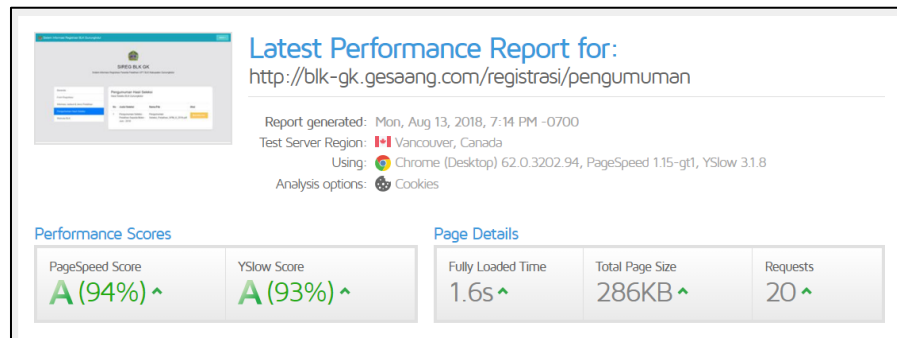 SIREG BLK GK
Pengumuman Hasil Seleksi
Latest Performance Report for:
http://blk-gk.gesaang.com/registrasi/pengumuman
Report generated: Mon, Aug 13, 2018, 7:14 PM -0700
Test Server Region: Vancouver, Canada
Using: Chrome (Desktop) 62.0.3202.94, PageSpeed 1.15-gt1, YSlow 3.1.8
Analysis options: Cookies
Performance Scores
PageSpeed Score
A (94%)
YSlow Score
A (93%)
Page Details
Fully Loaded Time
1.6s
Total Page Size
286KB
Requests
20